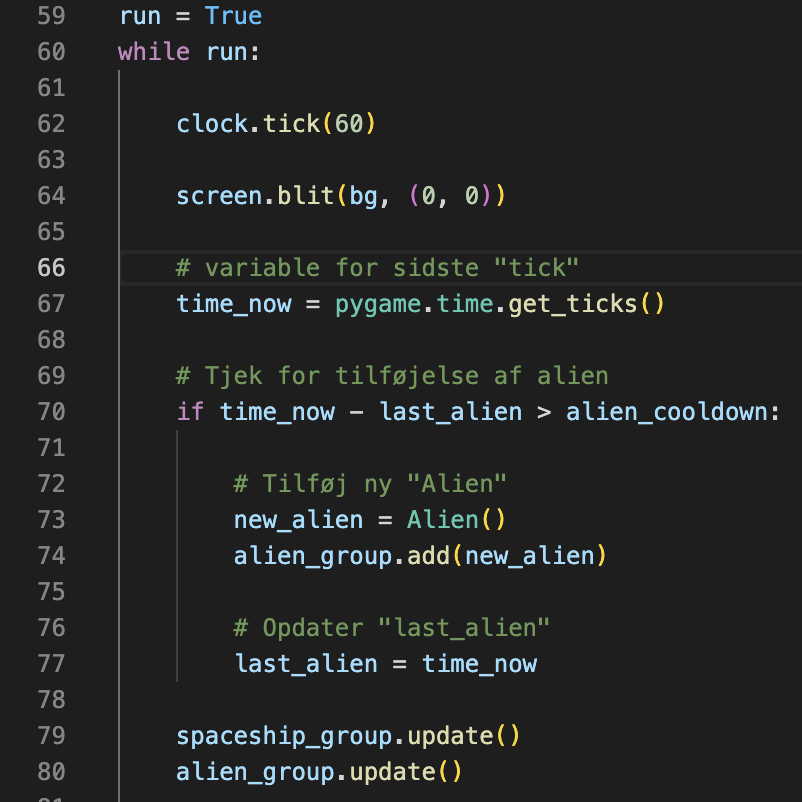 59 run = True
60 while run:
61
62 clock.tick(60)
63
64 screen.blit(bg, (0, 0))
65
66 # variable for sidste "tick"
67 time_now = pygame.time.get_ticks()
68
69 # Tjek for tilføjelse af alien
70 if time_now - last_alien > alien_cooldown:
71
72 # Tilføj ny "Alien"
73 new_alien = Alien()
74 alien_group.add(new_alien)
75
76 # Opdater "last_alien"
77 last_alien = time_now
78
79 spaceship_group.update()
80 alien_group.update()